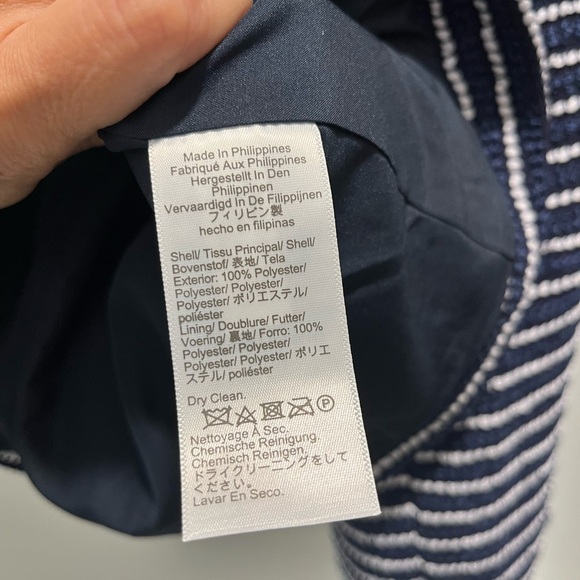 Made In Philippines
Fabriqué Aux Philippines
Hergestellt In Den
Philippinen
Vervaardigd In De Filippijnen
フィリピン製
hecho en filipinas
Shell/ Tissu Principal/ Shell/
Bovenstof/ 表地/ Tela
Exterior: 100% Polyester/
Polyester/ Polyester/
Polyester/ ポリエステル/
poliéster
Lining/ Doublure/ Futter/
Voering/ 裏地/ Forro: 100%
Polyester/ Polyester/
Polyester/ Polyester/ ポリエ
ステル/ poliéster
Dry Clean.
P
Nettoyage À Sec.
Chemische Reinigung.
Chemisch Reinigen.
ドライクリーニングをして
ください。
Lavar En Seco.